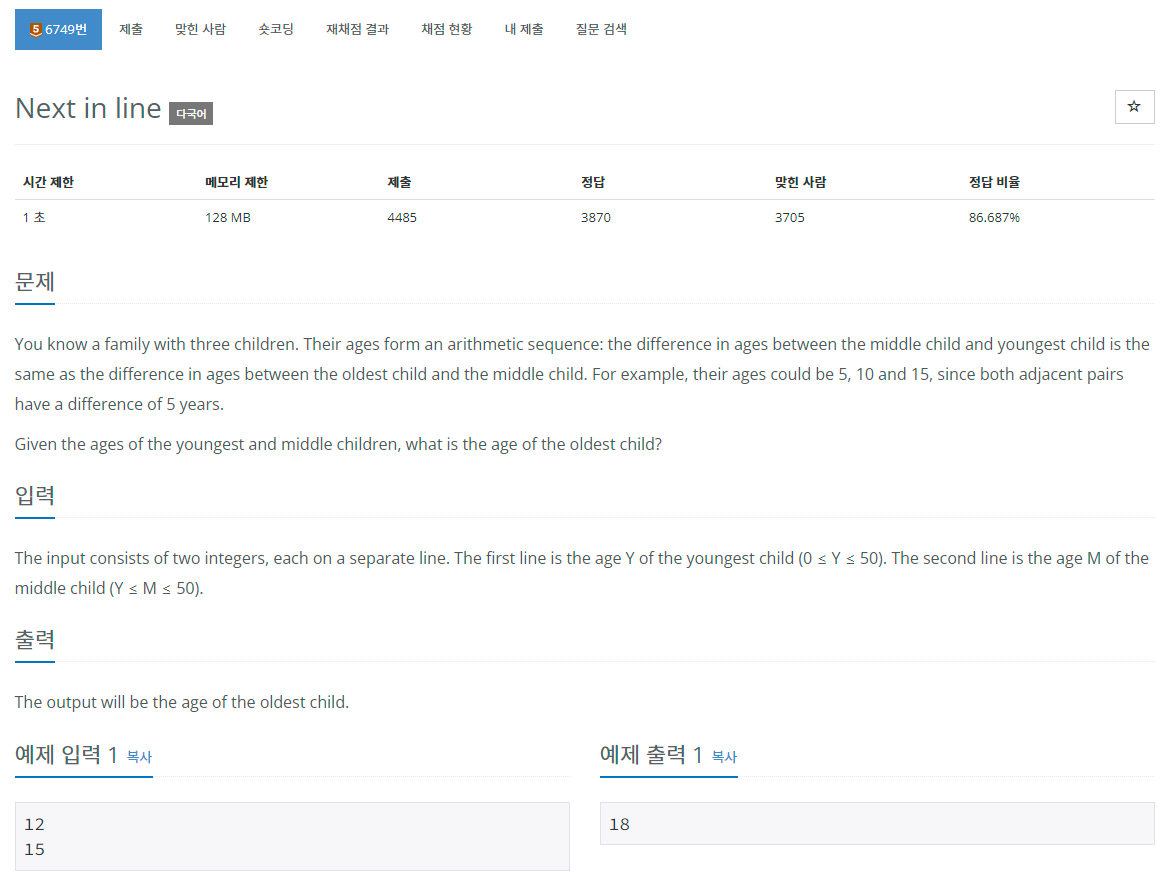 5 6749번 제출 맞힌 사람 숏코딩 재채점 결과 채점 현황 내 제출 질문 검색
Next in line 다국어
시간 제한 메모리 제한 제출 정답 맞힌 사람 정답 비율
1 초 128 MB 4485 3870 3705 86.687%
문제
You know a family with three children. Their ages form an arithmetic sequence: the difference in ages between the middle child and youngest child is the
same as the difference in ages between the oldest child and the middle child. For example, their ages could be 5, 10 and 15, since both adjacent pairs
have a difference of 5 years.
Given the ages of the youngest and middle children, what is the age of the oldest child?
입력
The input consists of two integers, each on a separate line. The first line is the age Y of the youngest child (0 ≤ Y ≤ 50). The second line is the age M of the
middle child (Y ≤ M ≤ 50).
출력
The output will be the age of the oldest child.
예제 입력 1 복사
12
15
예제 출력 1 복사
18